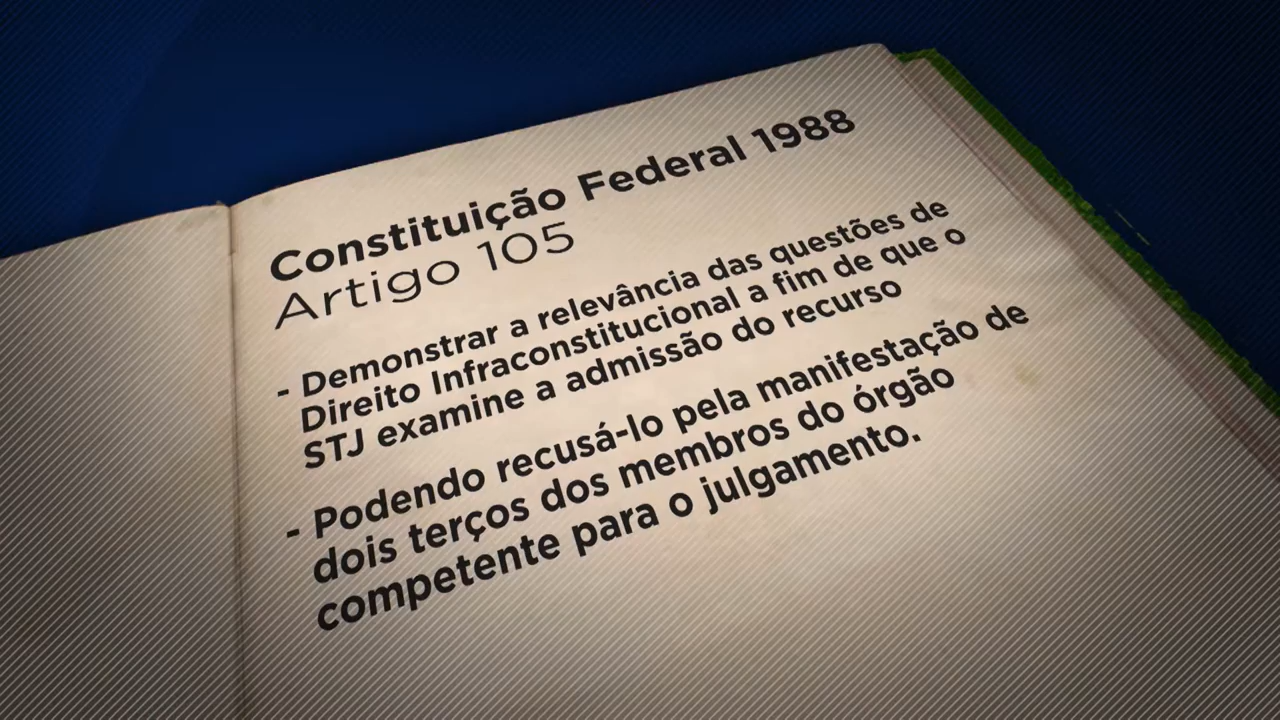 Constituição Federal 1988
Artigo 105
- Demonstrar a relevância das questões de
Direito Infraconstitucional a fim de que o
STJ examine a admissão do recurso
- Podendo recusá-lo pela manifestação de
dois terços dos membros do órgão
competente para o julgamento.